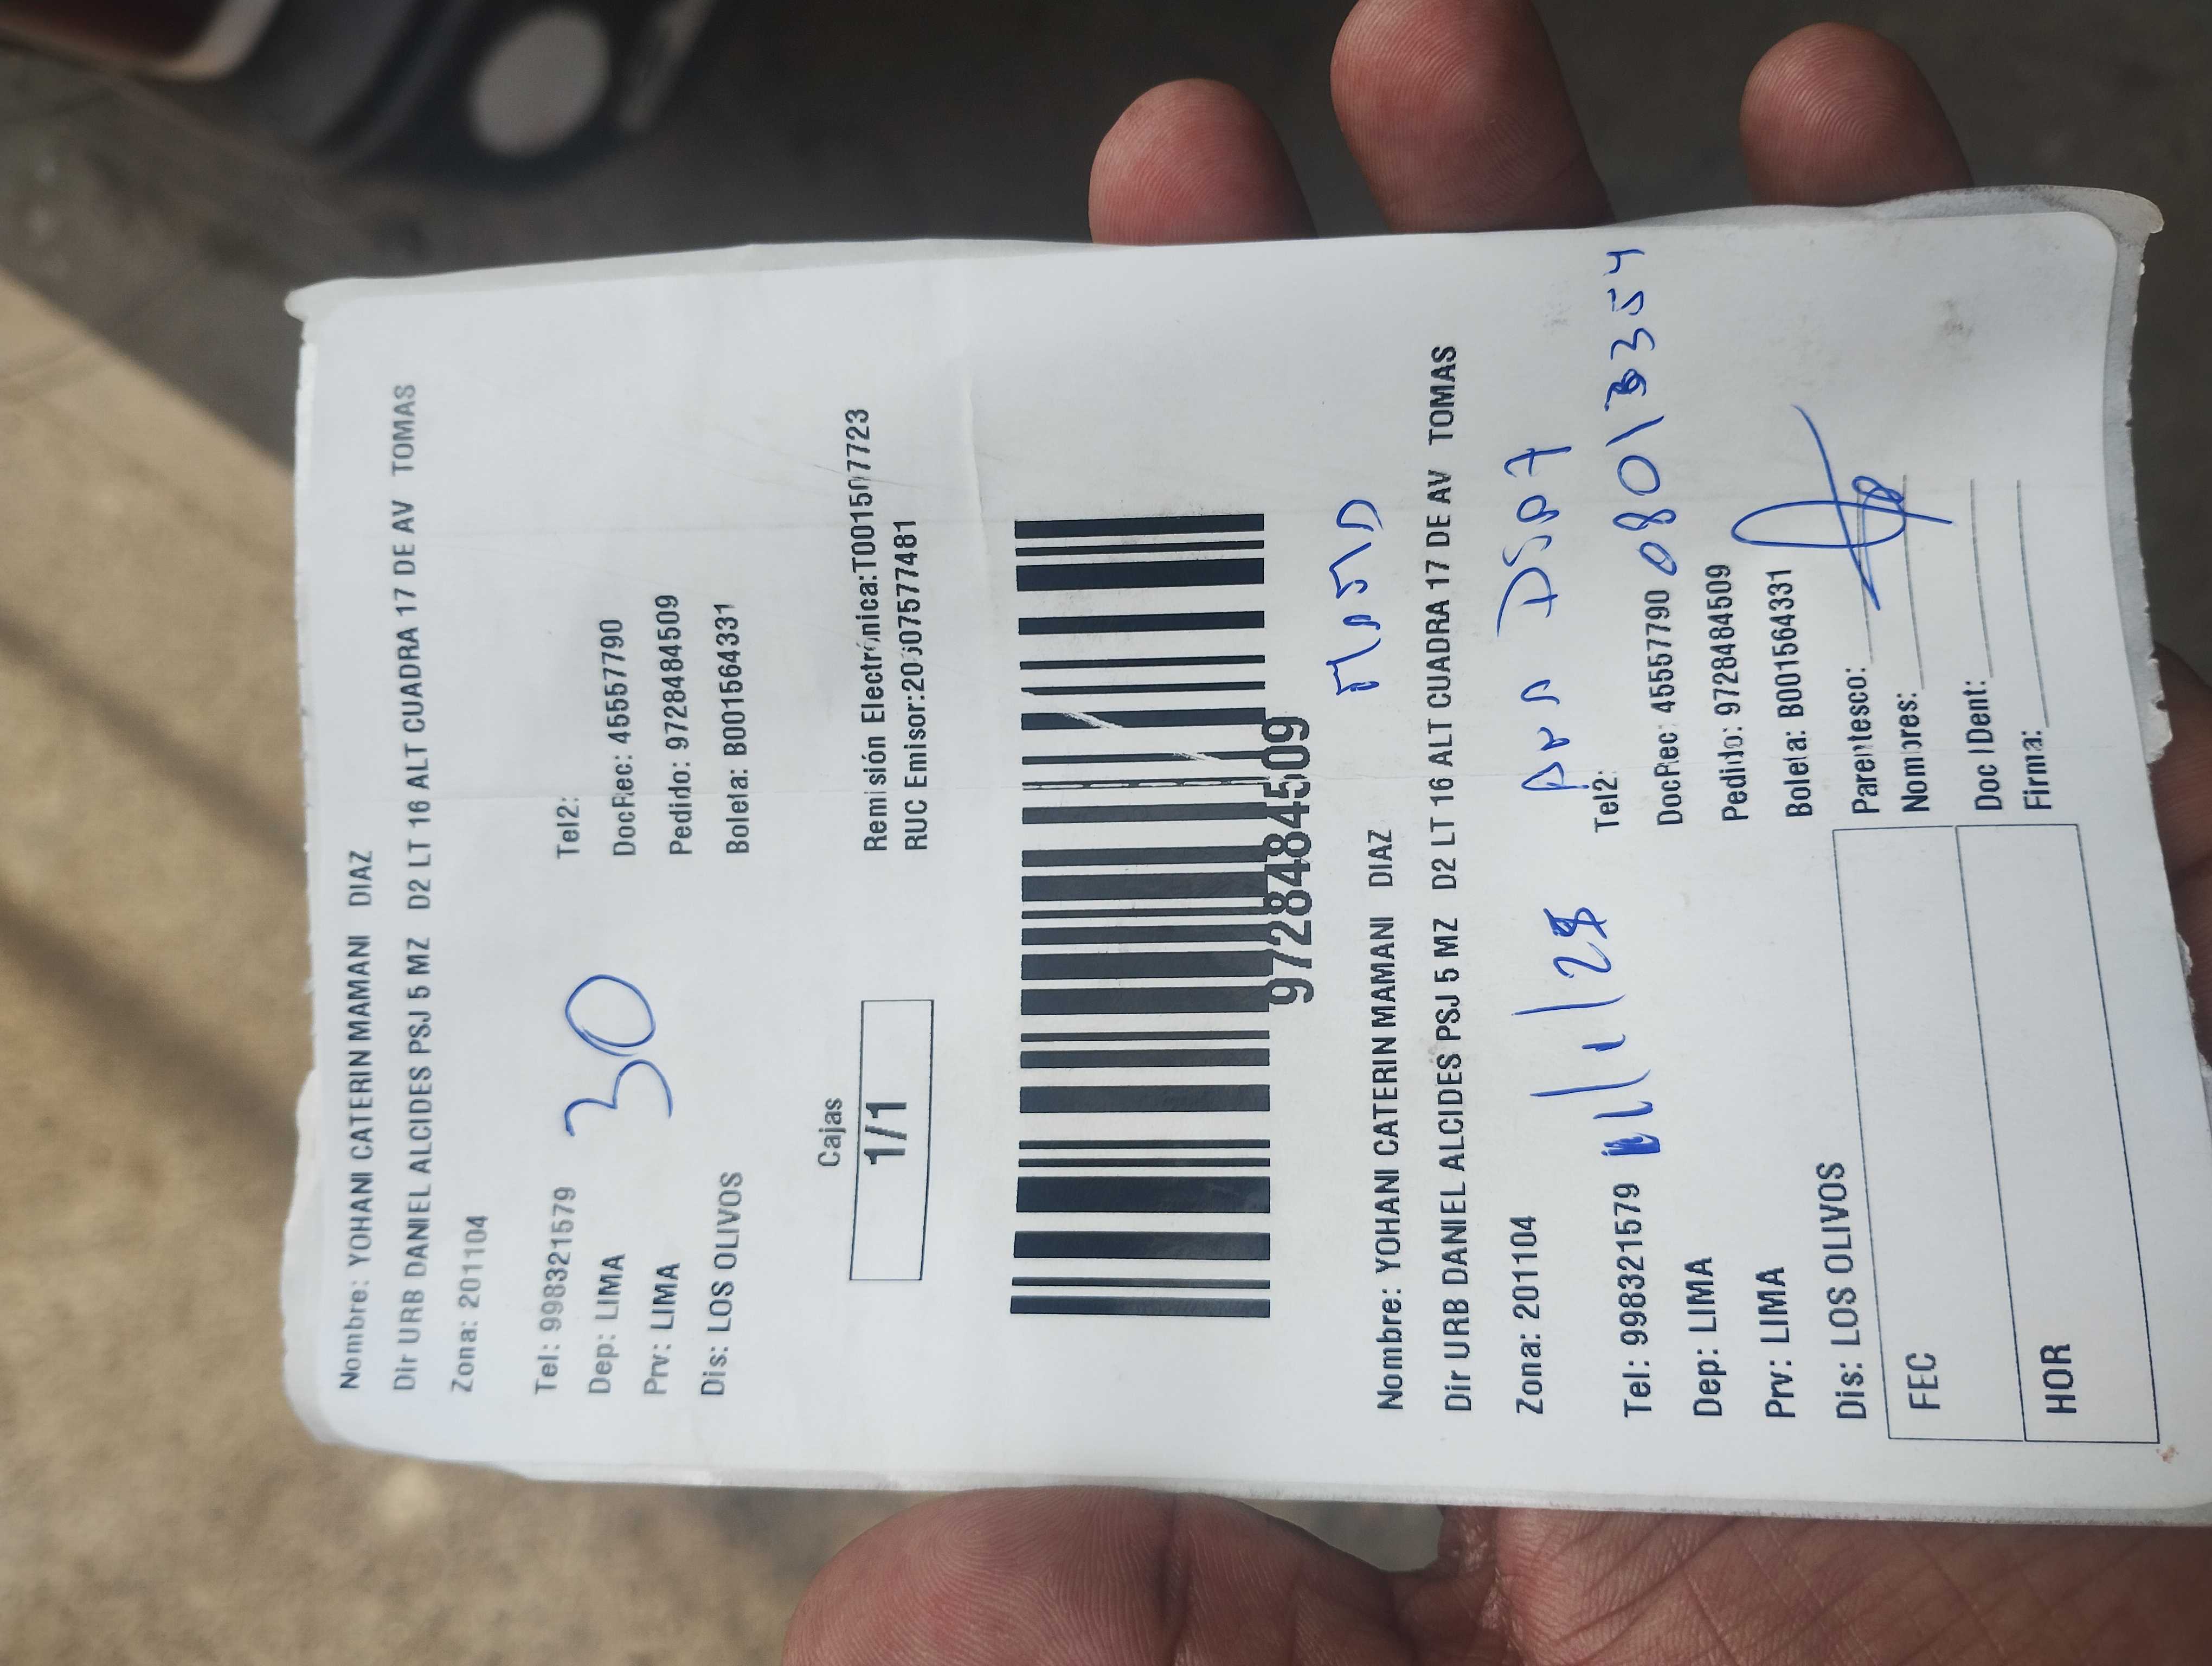 Nombre: YOHANI CATERIN MAMANI DIAZ
Dir URB DANIEL ALCIDES PSJ 5 MZ D2 LT 16 ALT CUADRA 17 DE AV TOMAS
Zona: 201104
Tel: 998321579 Tel2:
Dep: LIMA DocRec: 45557790
30
Prv: LIMA Pedido: 9728484509
Dis: LOS OLIVOS Boleta: B001564331
Cajas
1/1
Remisión Electrónica:T001507723
RUC Emisor:20307577481
9728484509
Nombre: YOHANI CATERIN MAMANI DIAZ
Dir URB DANIEL ALCIDES PSJ 5 MZ D2 LT 16 ALT CUADRA 17 DE AV TOMAS
Zona: 201104
Tel: 998321579 Tel2:
Dep: LIMA DocRec: 45557790
Prv: LIMA Pedido: 9728484509
Dis: LOS OLIVOS Boleta: B001564331
FEC Parentesco:
Nombres:
HOR Doc IDent:
Firma: